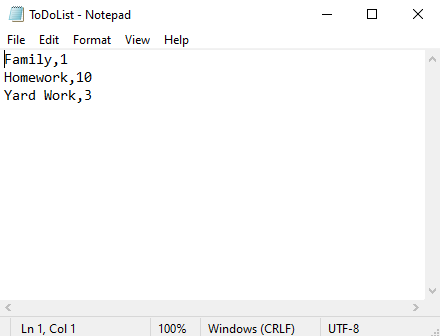 ToDoList - Notepad
File Edit Format View Help
Family,1
Homework,10
Yard Work,3
Ln 1, Col 1 100% Windows (CRLF) UTF-8